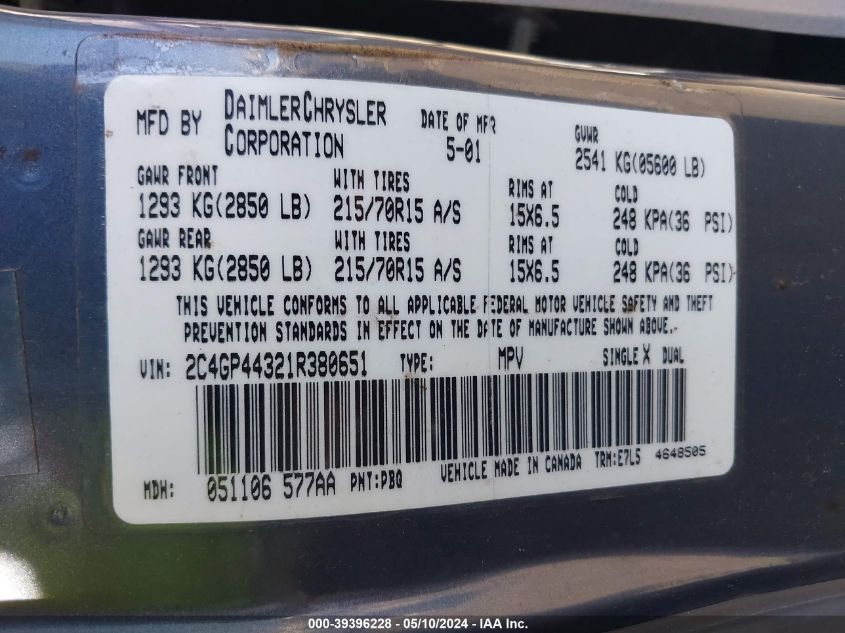 MFD BY DAIMLERCHRYSLER CORPORATION DATE OF MFR 5-01 GVWR 2541 KG(05600 LB)
GAWR FRONT WITH TIRES RIMS AT COLD
1293 KG(2850 LB) 215/70R15 A/S 15X6.5 248 KPA(36 PSI)
GAWR REAR WITH TIRES RIMS AT COLD
1293 KG(2850 LB) 215/70R15 A/S 15X6.5 248 KPA(36 PSI)
THIS VEHICLE CONFORMS TO ALL APPLICABLE FEDERAL MOTOR VEHICLE SAFETY AND THEFT
PREVENTION STANDARDS IN EFFECT ON THE DATE OF MANUFACTURE SHOWN ABOVE.
VIN: 2C4GP44321R380651 TYPE: MPV SINGLE X DUAL
MDH: 051106 577AA PNT:PBQ VEHICLE MADE IN CANADA TRM:E7L5 4648505
000-39396228 - 05/10/2024 - IAA Inc.